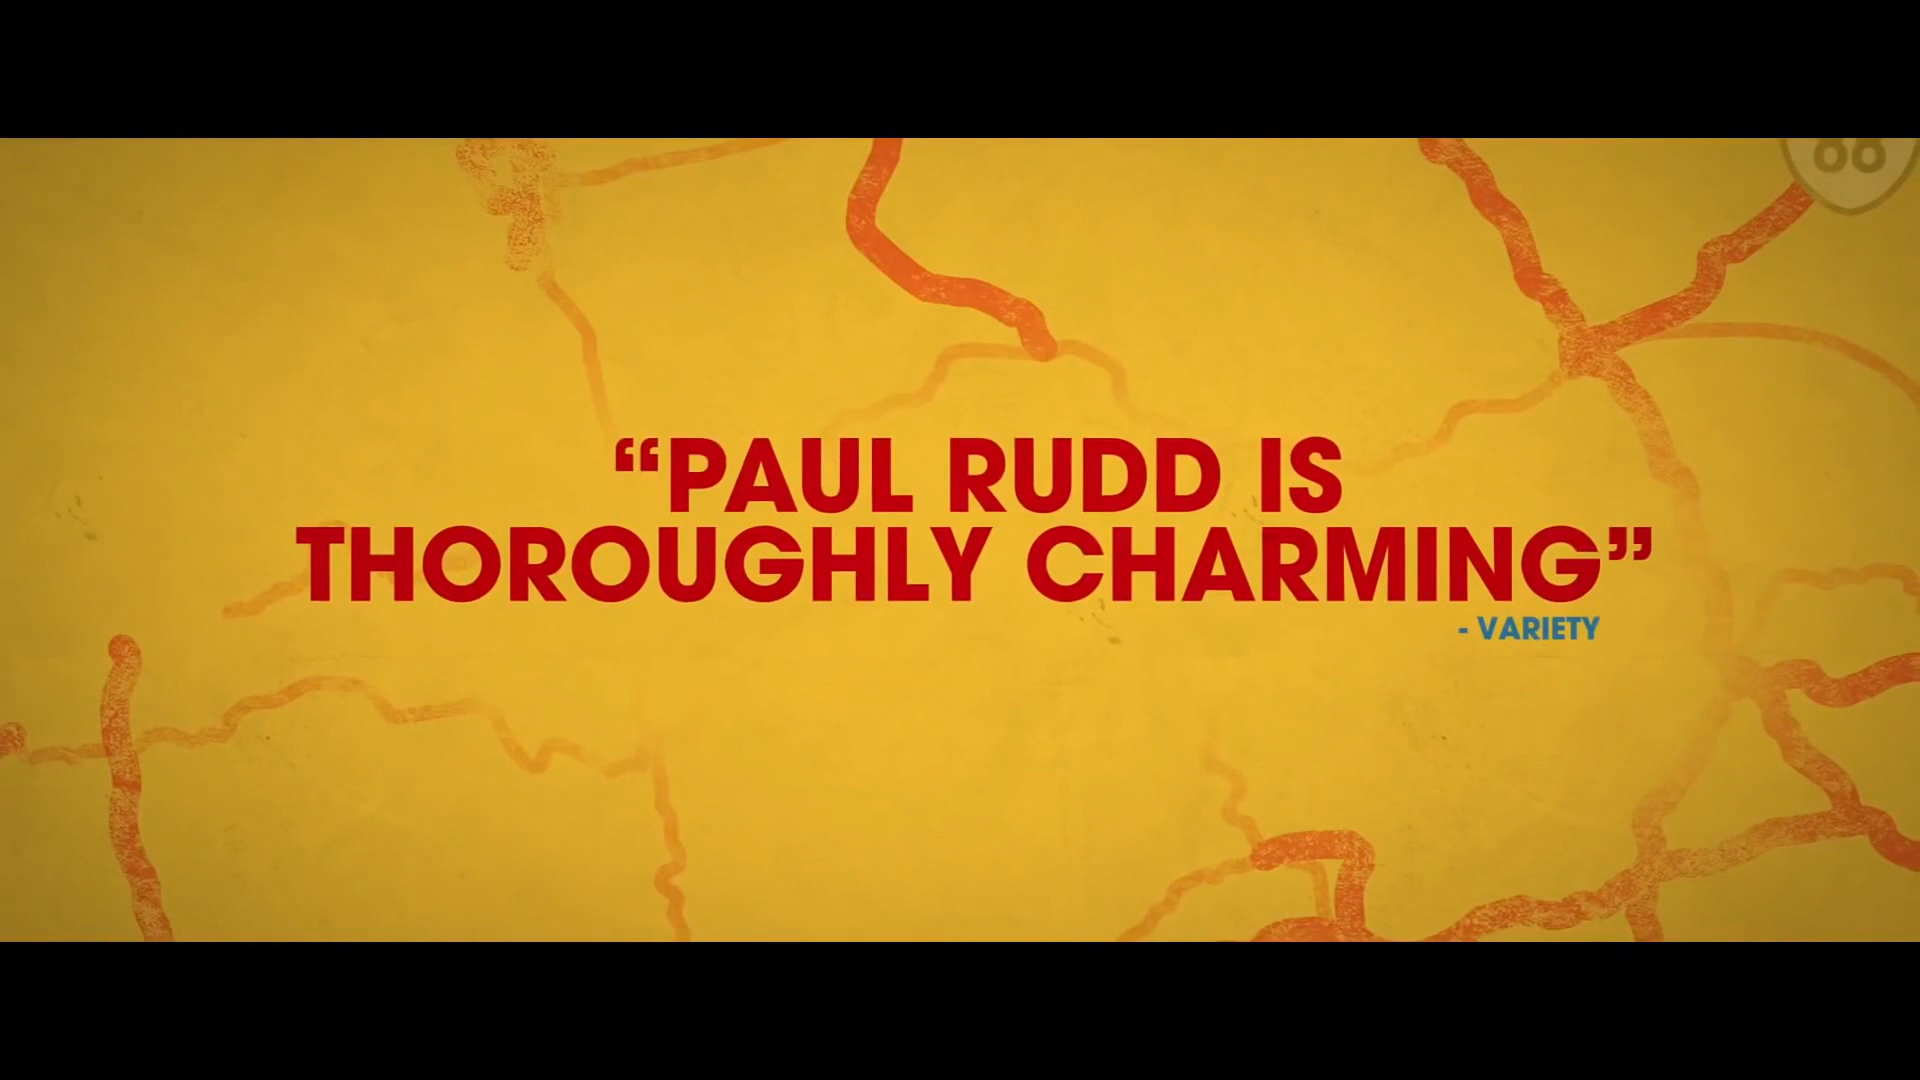 “PAUL RUDD IS
THOROUGHLY CHARMING”
- VARIETY